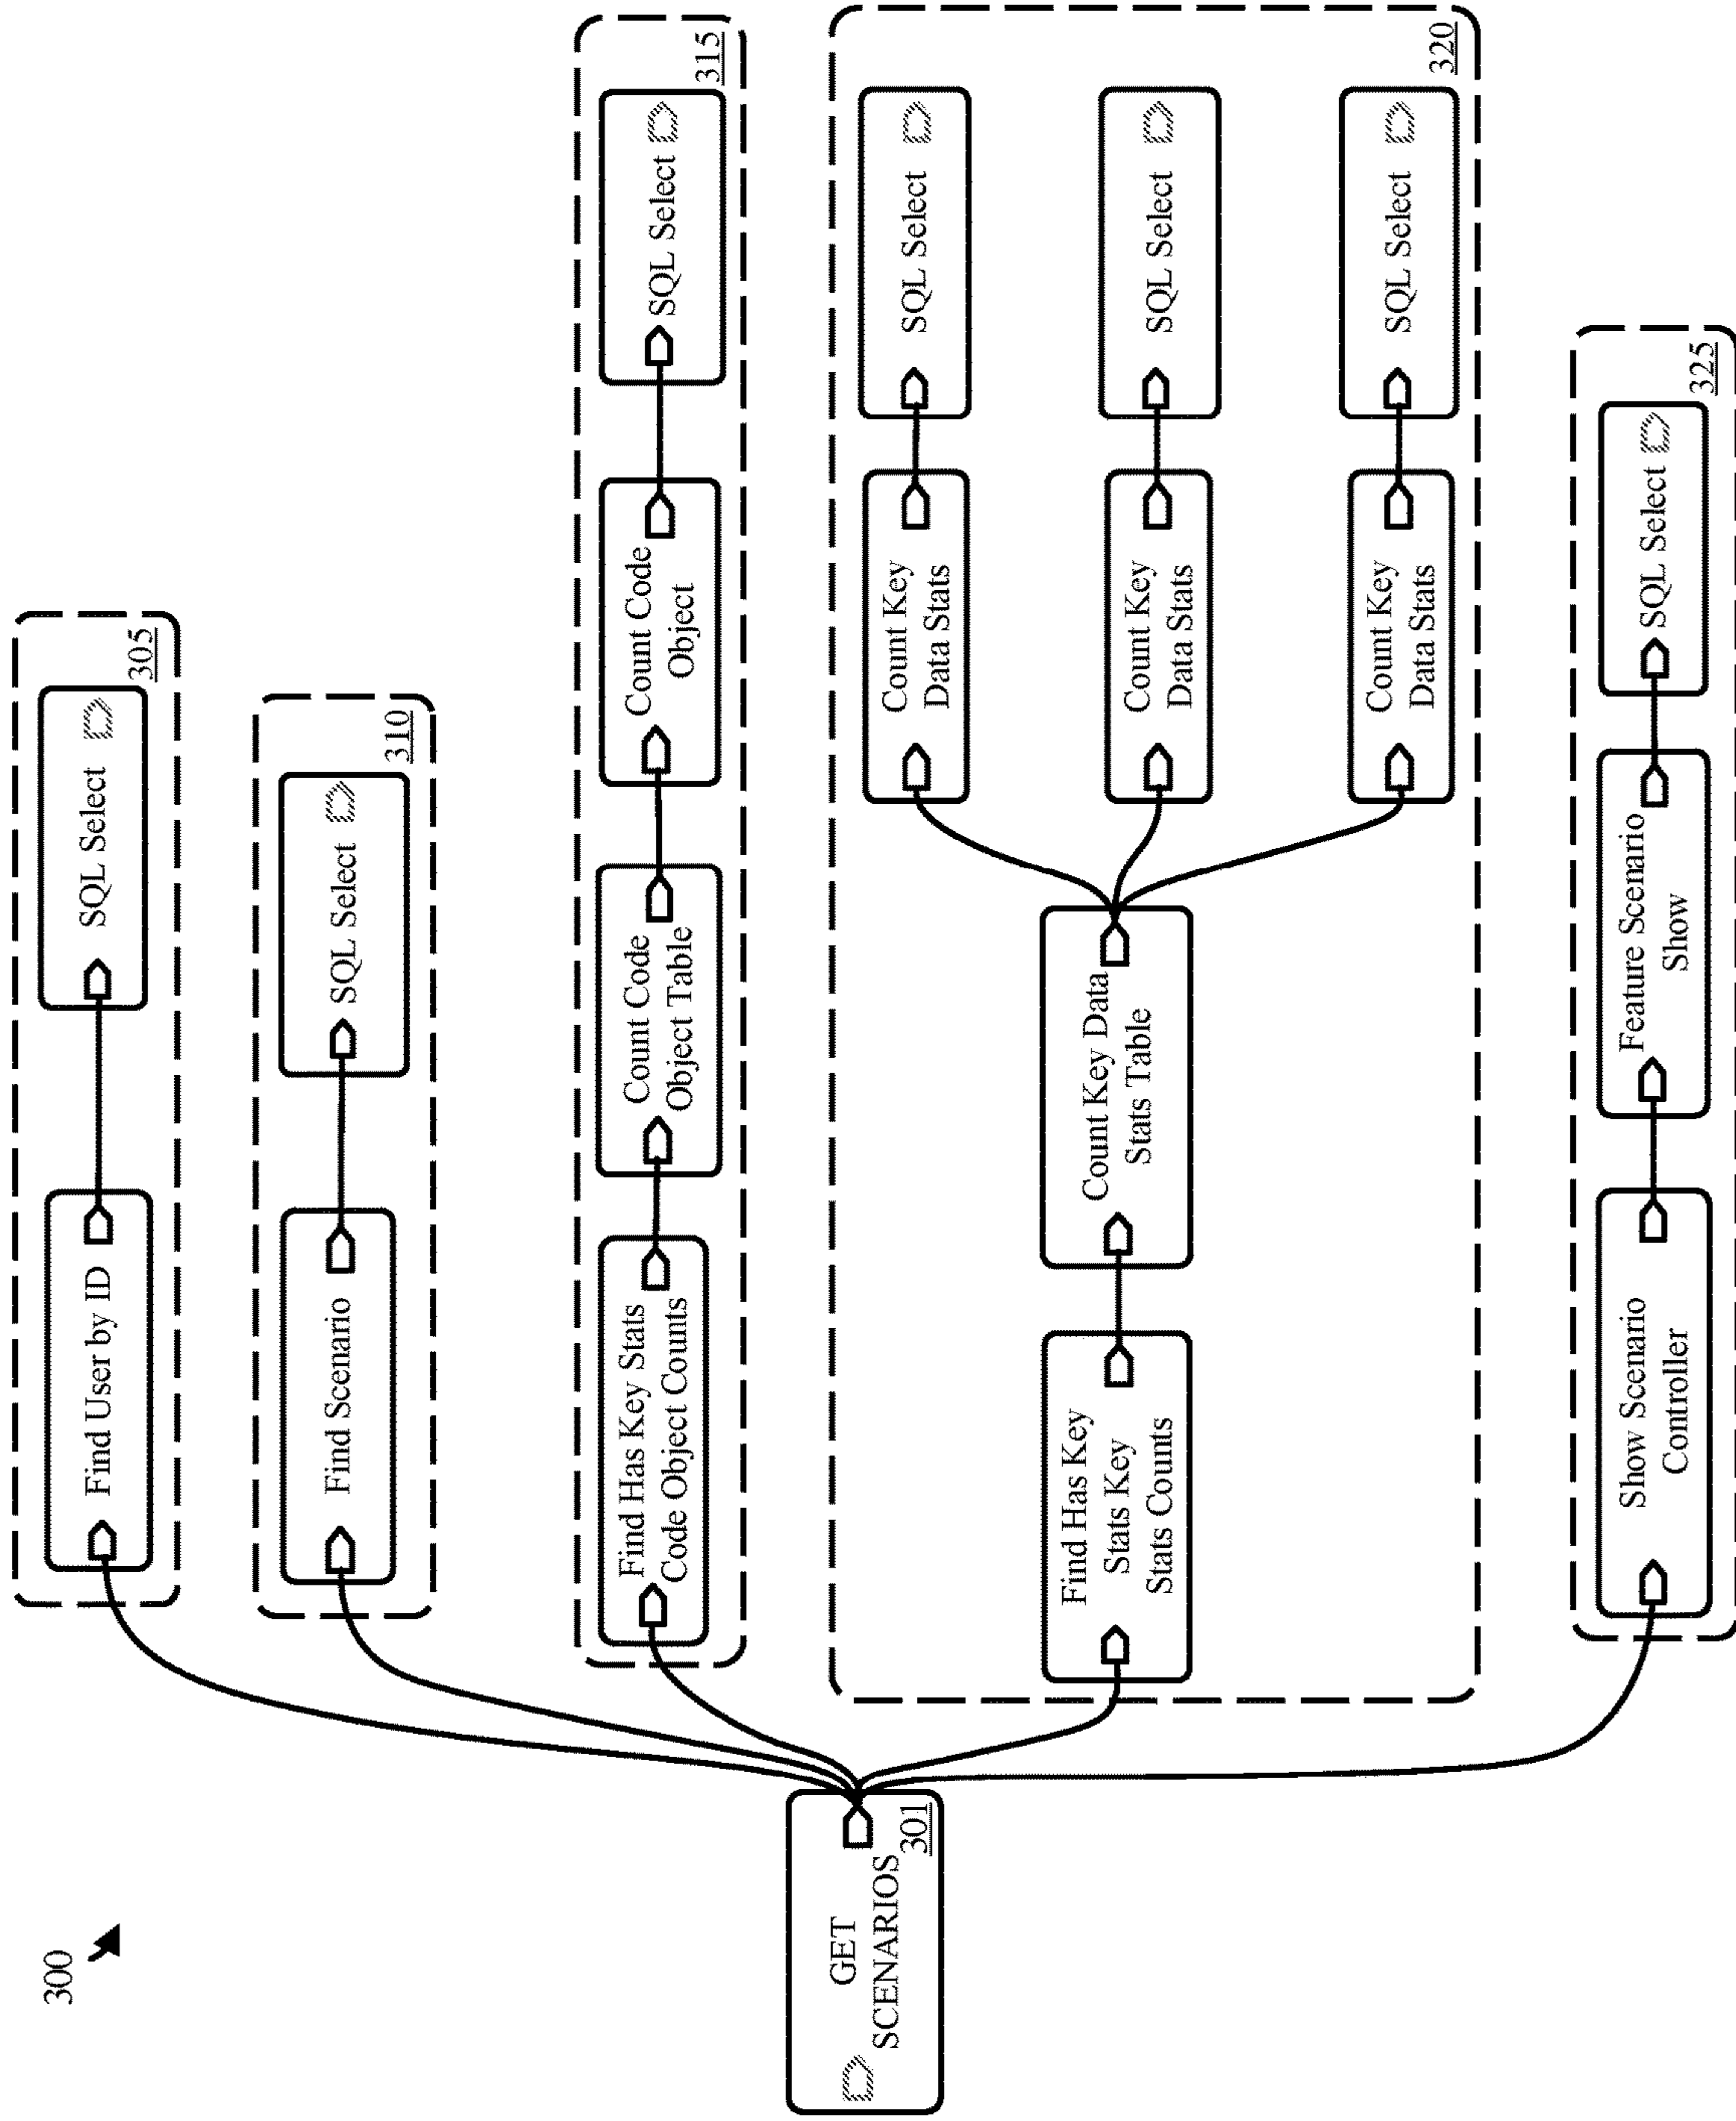 300
GET
SCENARIOS
301
Find User by ID
SQL Select
305
Find Scenario
SQL Select
310
Find Has Key Stats
Code Object Counts
Count Code
Object Table
Count Code
Object
SQL Select
315
Find Has Key
Stats Key
Stats Counts
Count Key Data
Stats Table
Count Key
Data Stats
SQL Select
Count Key
Data Stats
SQL Select
Count Key
Data Stats
SQL Select
320
Show Scenario
Controller
Feature Scenario
Show
SQL Select
325